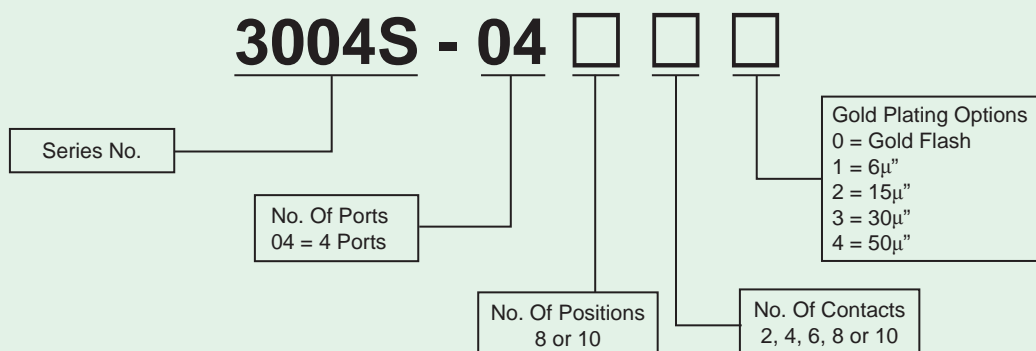 3004S - 04 □ □ □
Series No.
No. Of Ports
04 = 4 Ports
No. Of Positions
8 or 10
No. Of Contacts
2, 4, 6, 8 or 10
Gold Plating Options
0 = Gold Flash
1 = 6μ”
2 = 15μ”
3 = 30μ”
4 = 50μ”